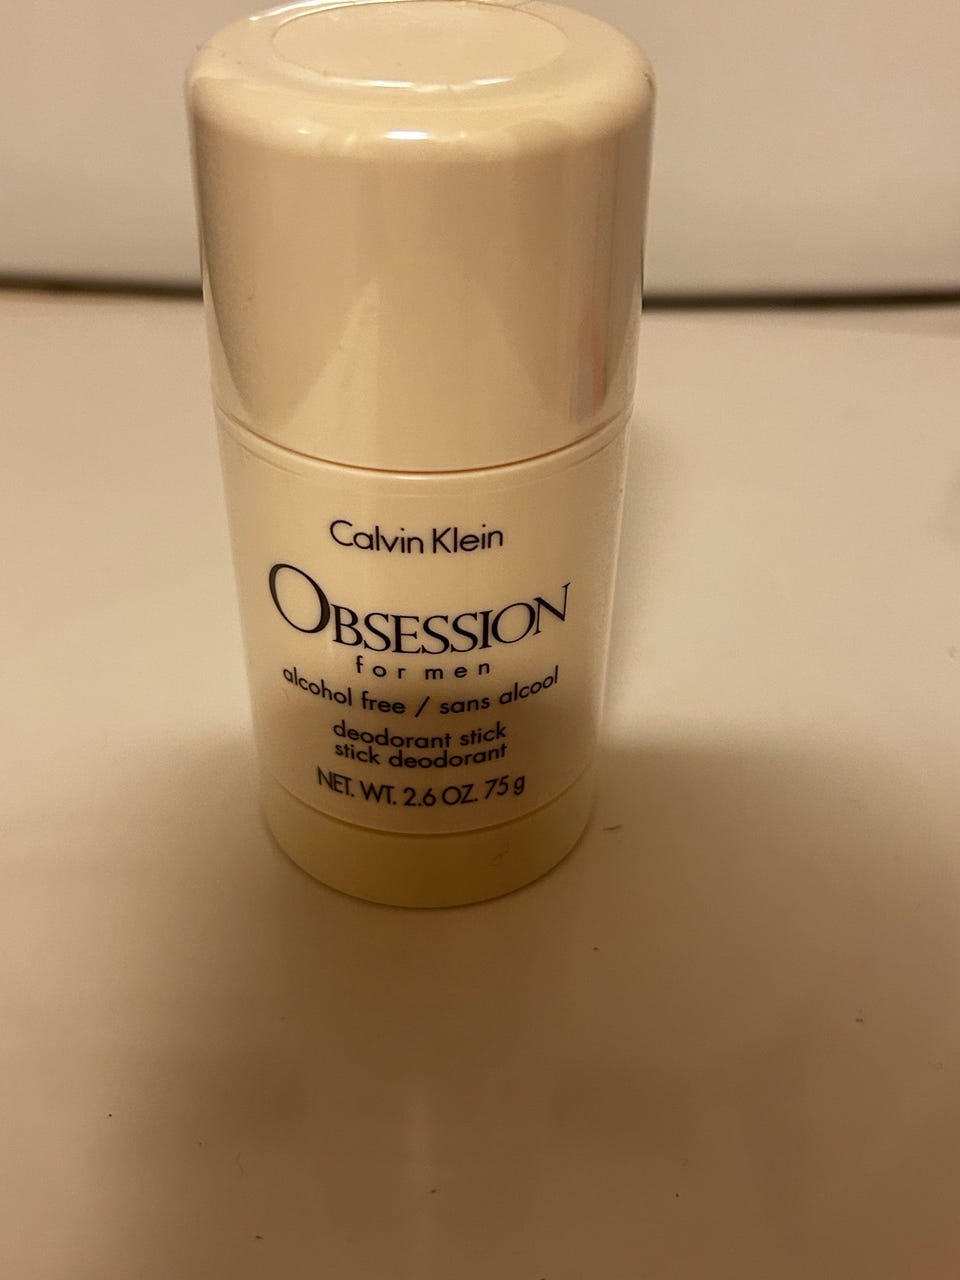 Calvin Klein
OBSESSION
for men
alcohol free / sans alcool
deodorant stick
stick deodorant
NET. WT. 2.6 OZ. 75 g